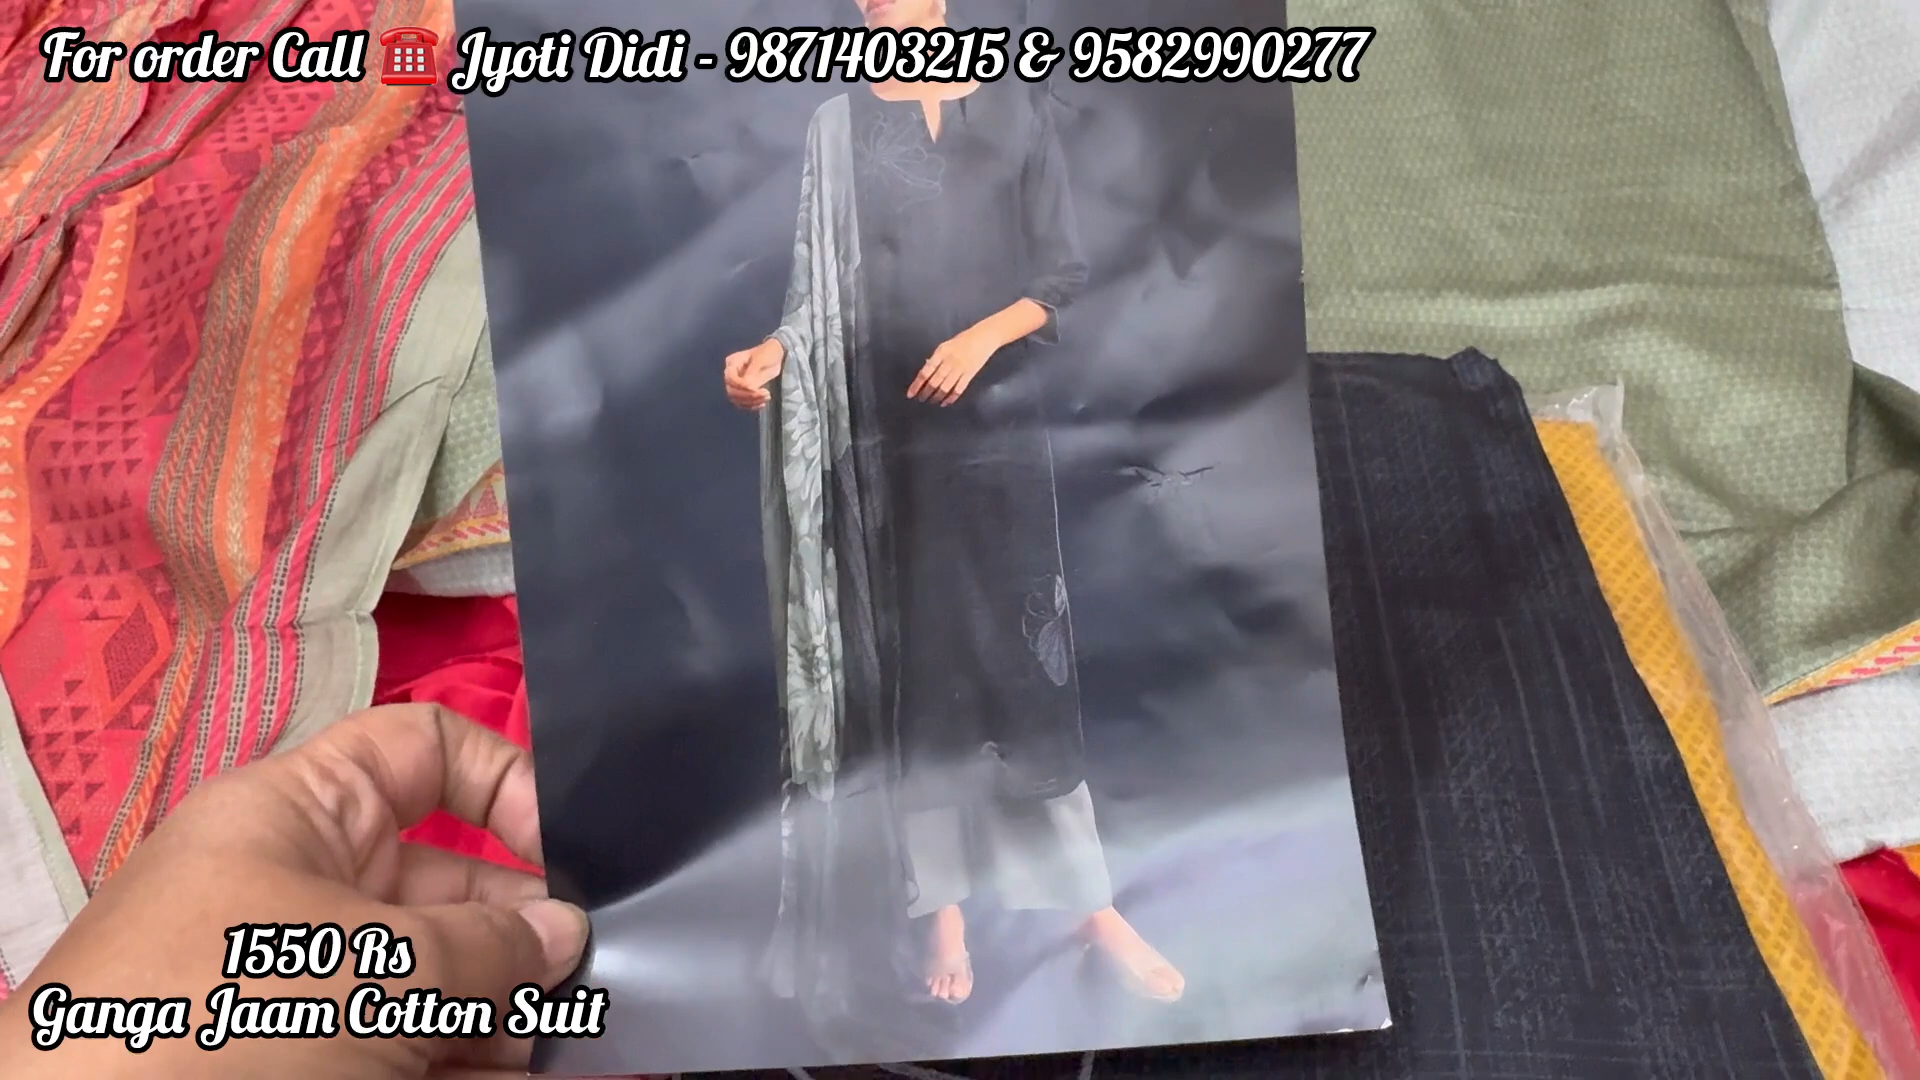 For order Call ☎️ Jyoti Didi - 9871403215 & 9582990277
1550 Rs
Ganga Jaam Cotton Suit